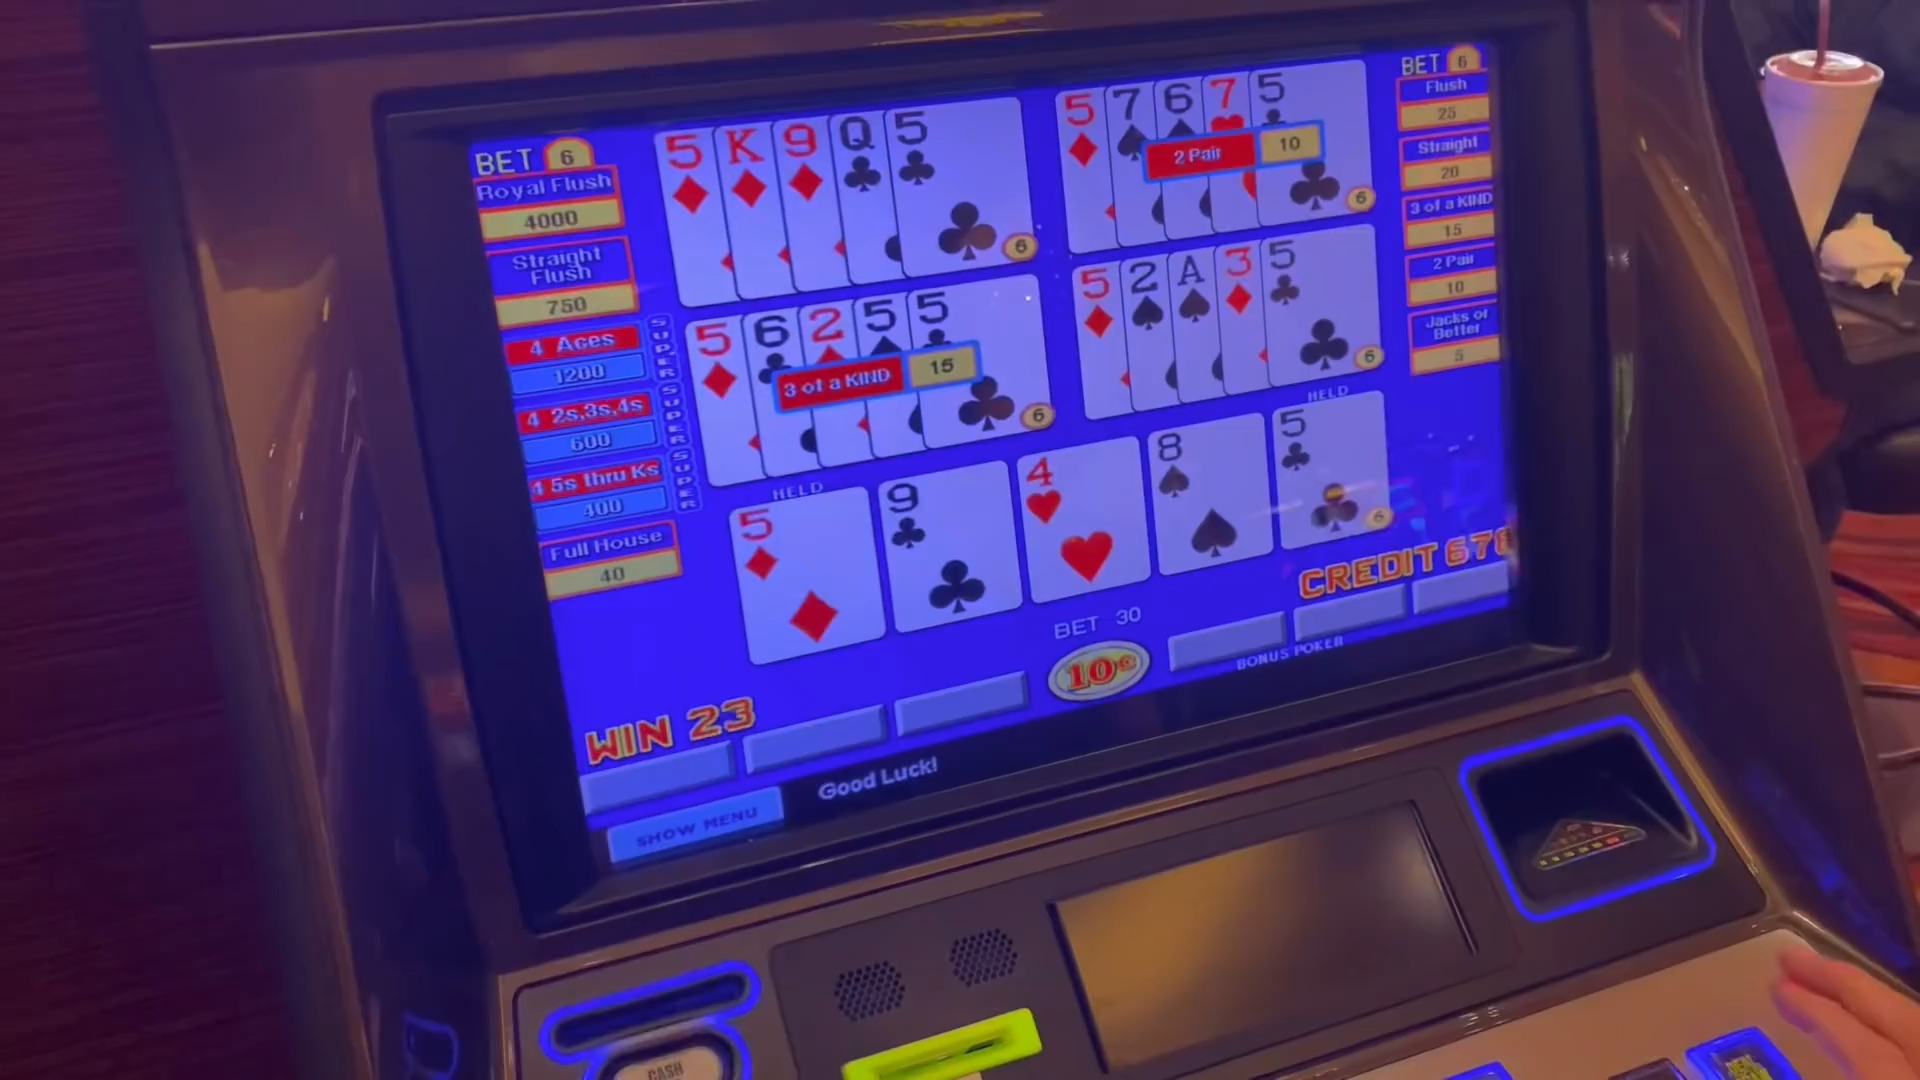 BET 6
Royal Flush
4000
Straight
Flush
750
4 Aces
1200
4 2s,3s,4s
600
4 5s thru Ks
400
SUPER
SUPER
SUPER
Full House
40
5 K 9 Q 5
6
5 7 6 7 5
2 Pair 10
6
5 6 2 5 5
3 of a KIND 15
6
5 2 A 3 5
6
HELD
HELD
5 9 4 8 5
6
BET 6
Flush
25
Straight
20
3 of a KIND
15
2 Pair
10
Jacks or
Better
5
CREDIT 678
BET 30
10¢
BONUS POKER
WIN 23
Good Luck!
SHOW MENU
CASH